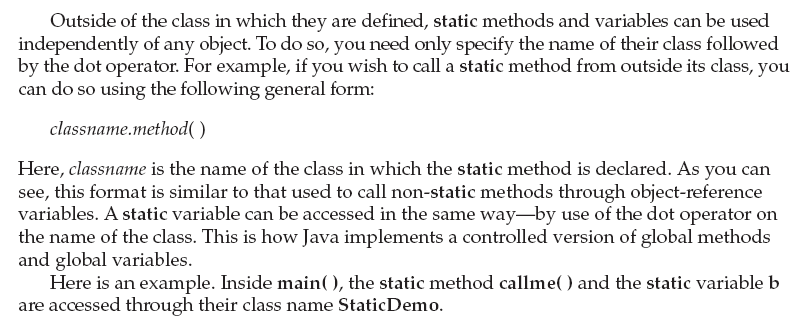 Outside of the class in which they are defined, static methods and variables can be used
independently of any object. To do so, you need only specify the name of their class followed
by the dot operator. For example, if you wish to call a static method from outside its class, you
can do so using the following general form:
classname.method( )
Here, classname is the name of the class in which the static method is declared. As you can
see, this format is similar to that used to call non-static methods through object-reference
variables. A static variable can be accessed in the same way—by use of the dot operator on
the name of the class. This is how Java implements a controlled version of global methods
and global variables.
Here is an example. Inside main( ), the static method callme( ) and the static variable b
are accessed through their class name StaticDemo.